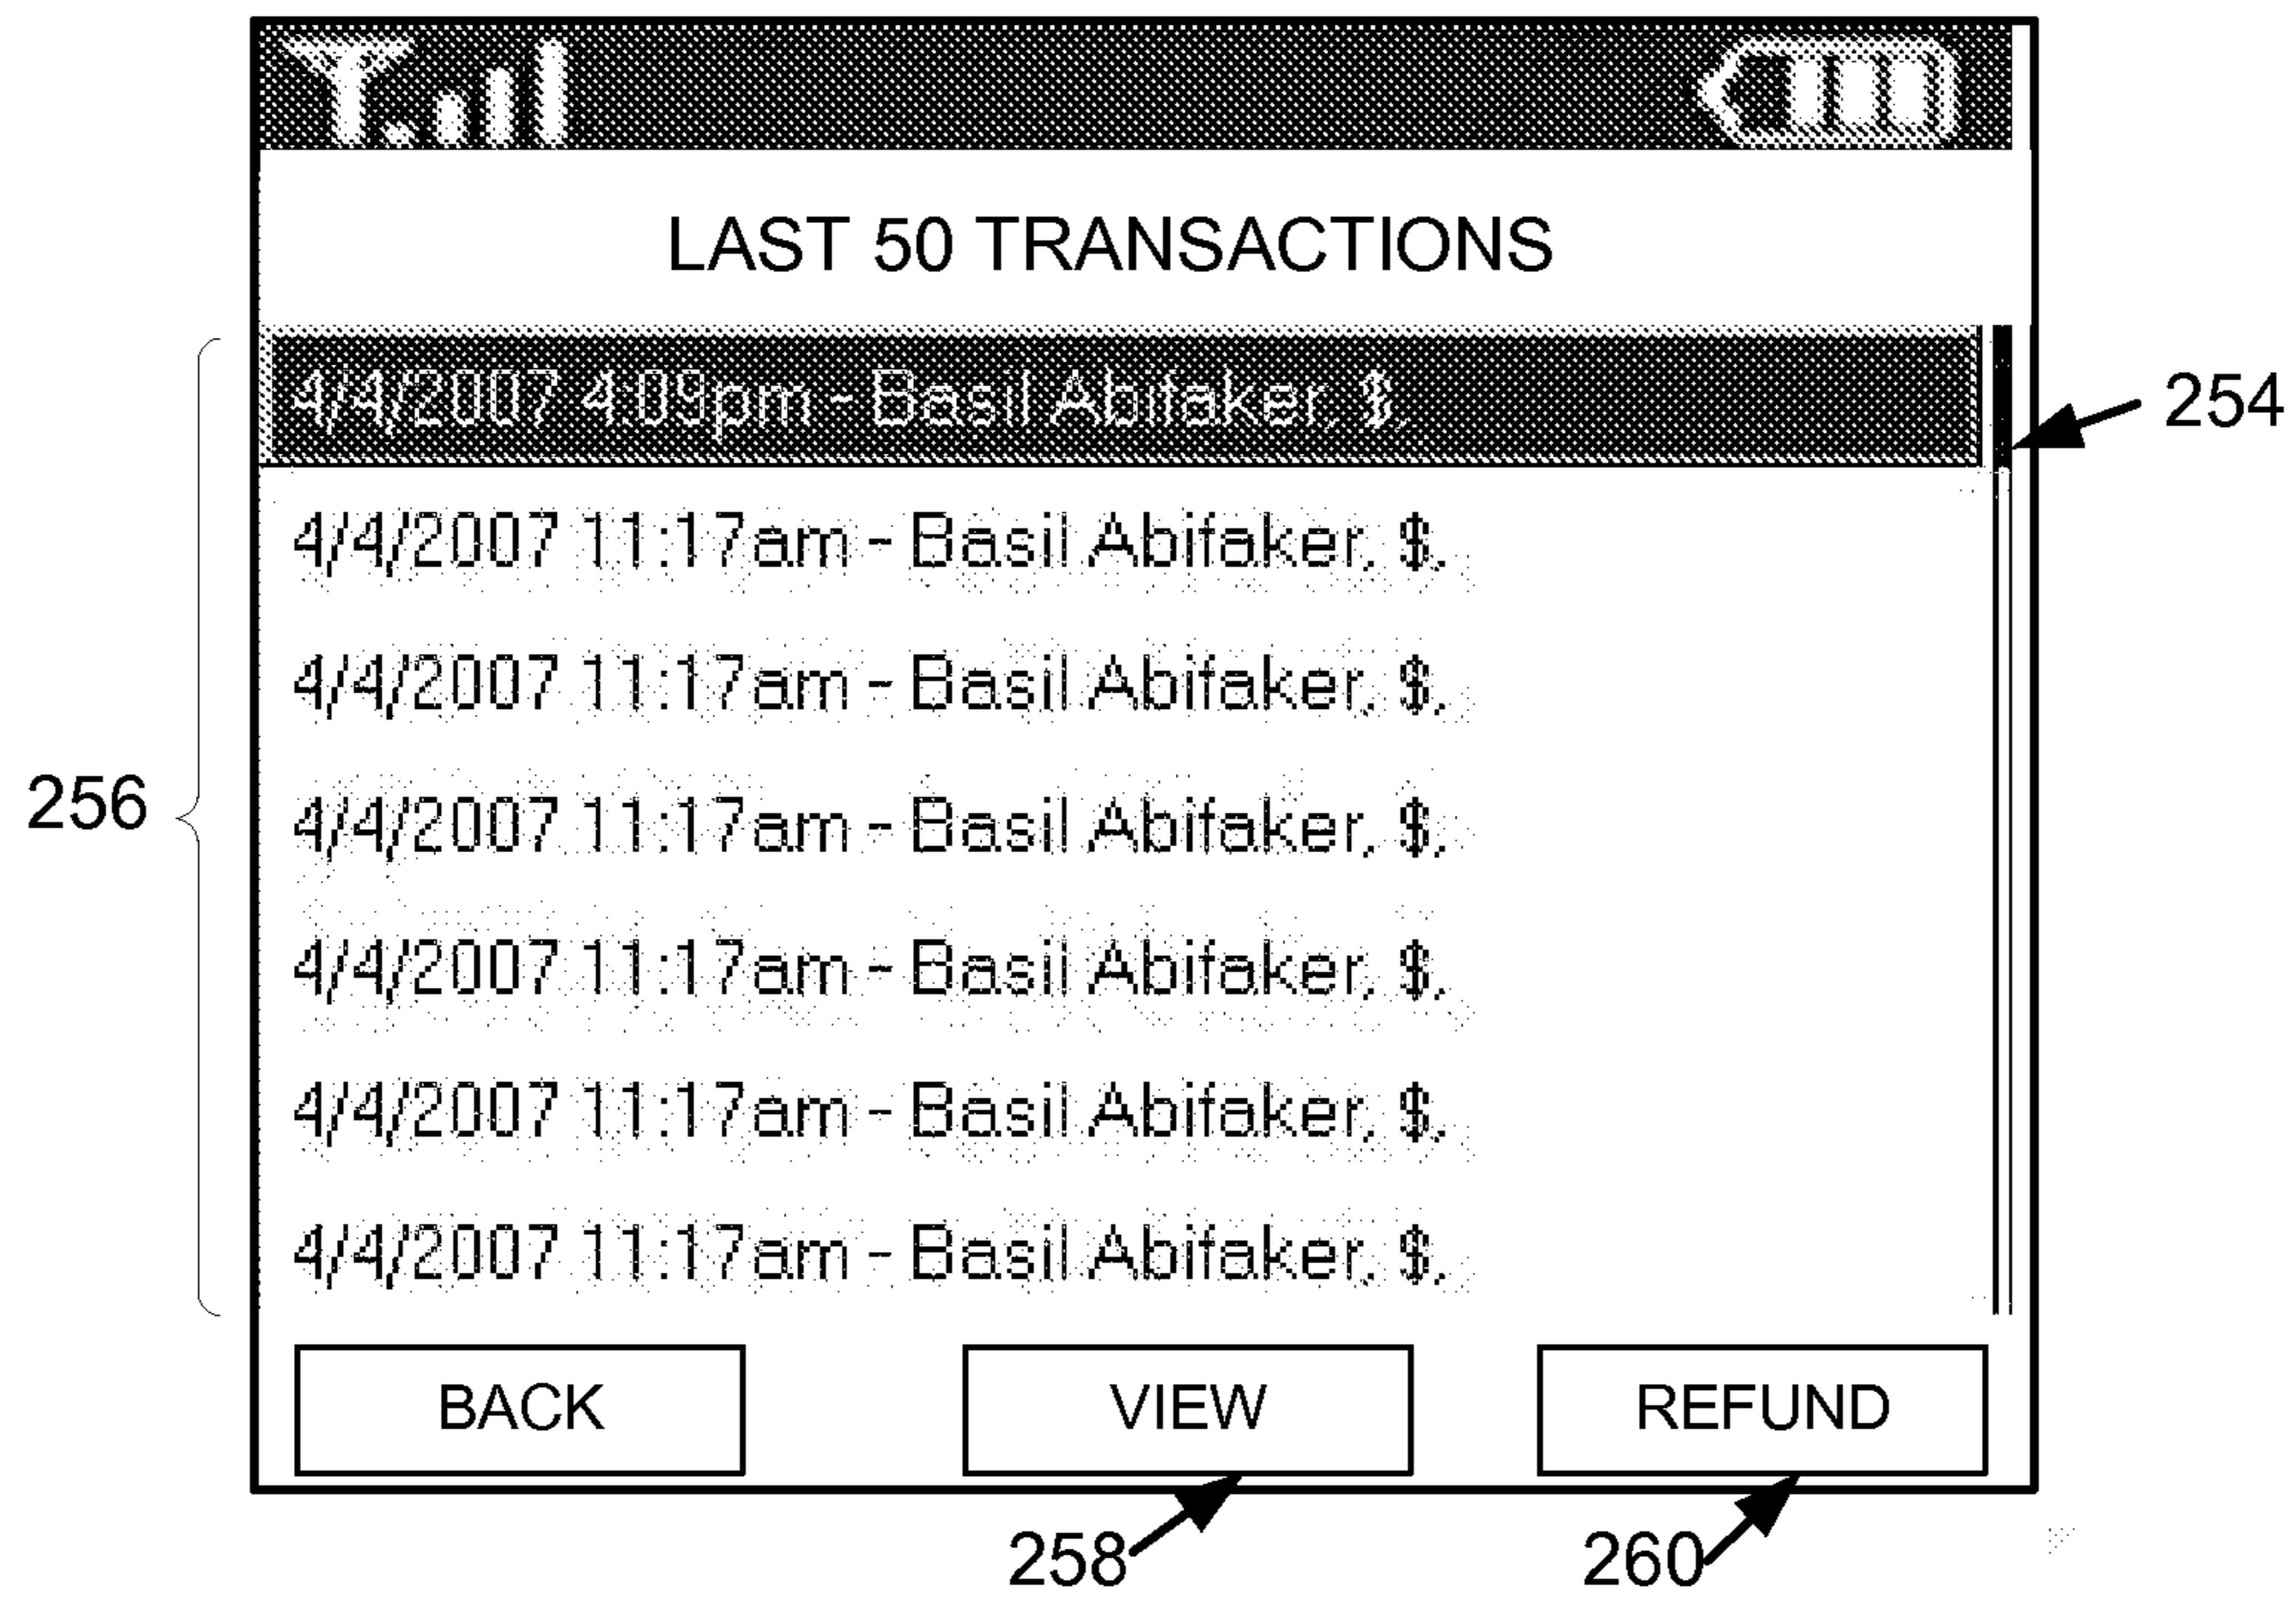 LAST 50 TRANSACTIONS
4/4/2007 4:09pm - Basil Abifaker, $,
254
4/4/2007 11:17am - Basil Abifaker, $,
4/4/2007 11:17am - Basil Abifaker, $,
256
4/4/2007 11:17am - Basil Abifaker, $,
4/4/2007 11:17am - Basil Abifaker, $,
4/4/2007 11:17am - Basil Abifaker, $,
4/4/2007 11:17am - Basil Abifaker, $,
BACK VIEW REFUND
258 260